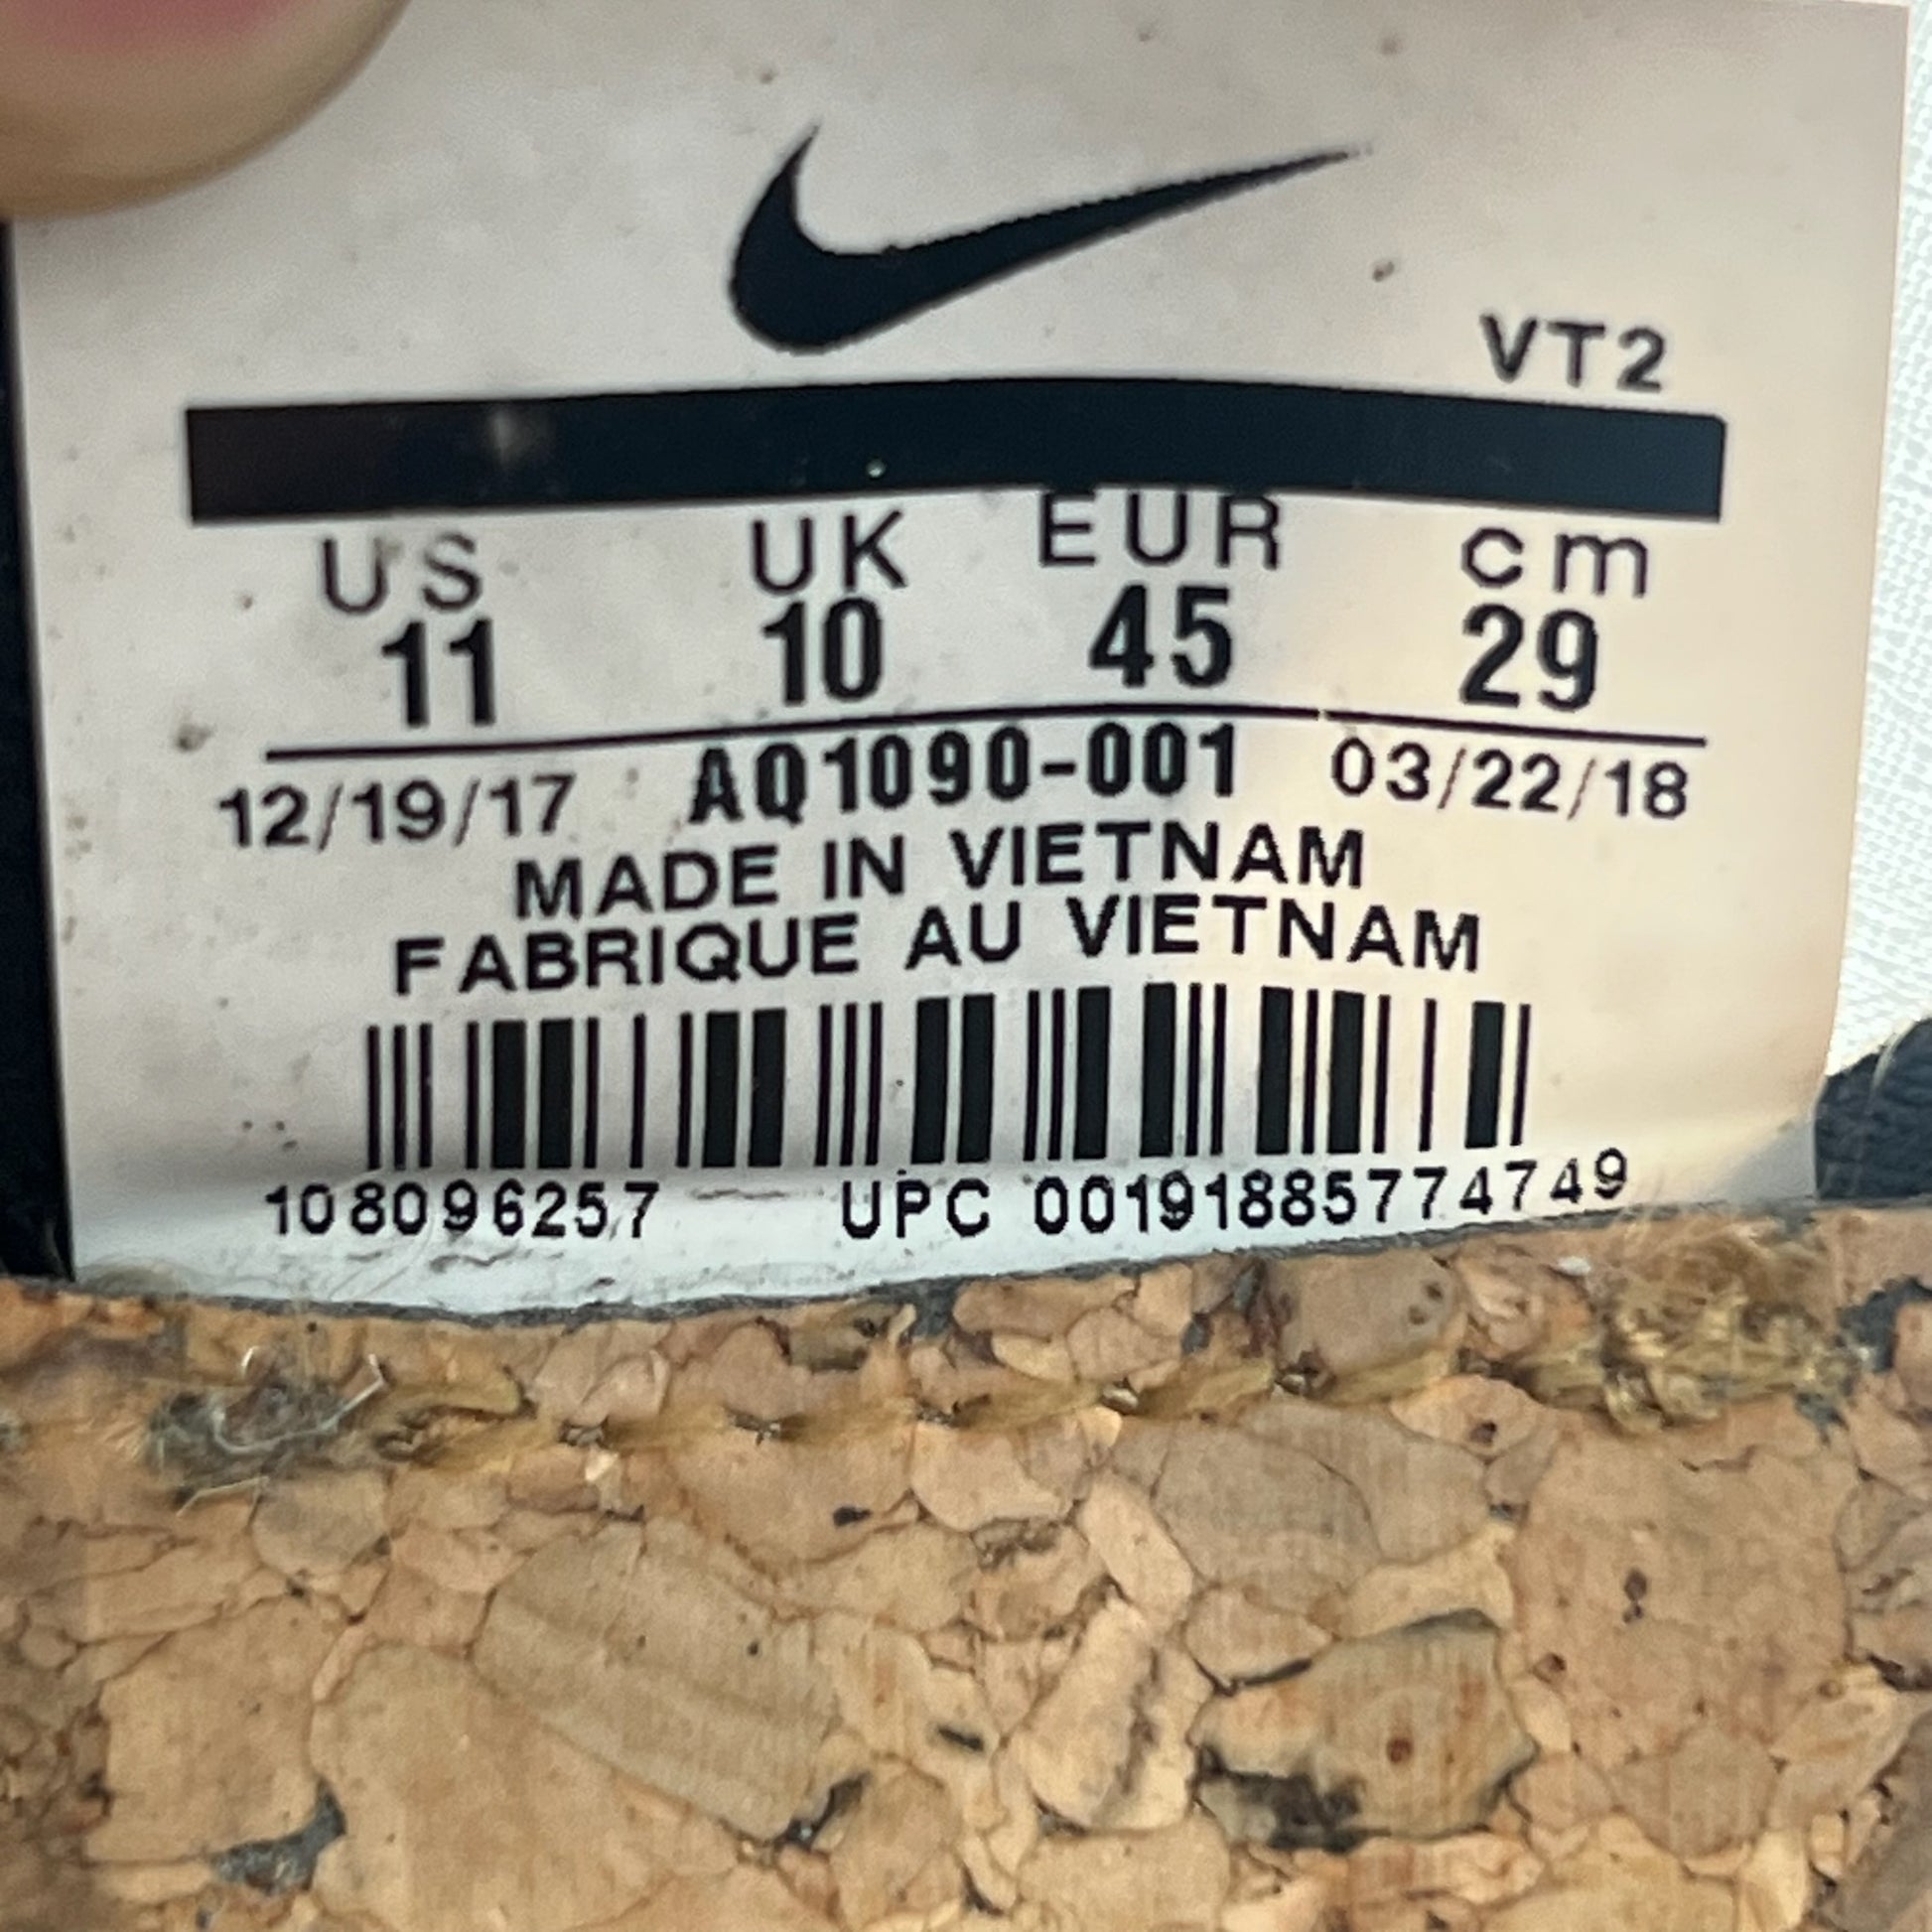 VT2
US UK EUR cm
11 10 45 29
12/19/17 AQ1090-001 03/22/18
MADE IN VIETNAM
FABRIQUE AU VIETNAM
108096257 UPC 00191885774749